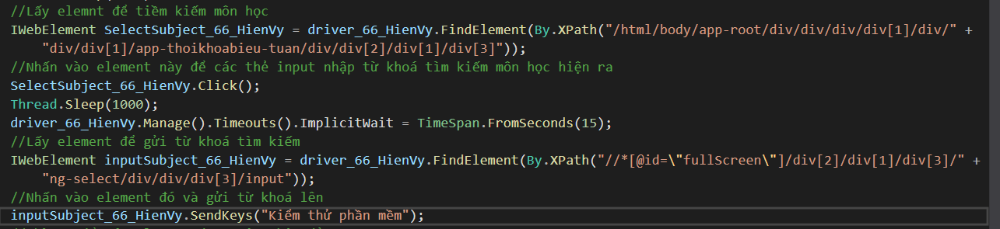 //Lấy elemnt để tiềm kiếm môn học
IWebElement SelectSubject_66_HienVy = driver_66_HienVy.FindElement(By.XPath("/html/body/app-root/div/div/div/div[1]/div/" +
"div/div[1]/app-thoikhoabieu-tuan/div/div[2]/div[1]/div[3]"));
//Nhấn vào element này để các thẻ input nhập từ khoá tìm kiếm môn học hiện ra
SelectSubject_66_HienVy.Click();
Thread.Sleep(1000);
driver_66_HienVy.Manage().Timeouts().ImplicitWait = TimeSpan.FromSeconds(15);
//Lấy element để gửi từ khoá tìm kiếm
IWebElement inputSubject_66_HienVy = driver_66_HienVy.FindElement(By.XPath("//*[@id=\"fullScreen\"]/div[2]/div[1]/div[3]/" +
"ng-select/div/div/div[3]/input"));
//Nhấn vào element đó và gửi từ khoá lên
inputSubject_66_HienVy.SendKeys("Kiểm thử phần mềm");